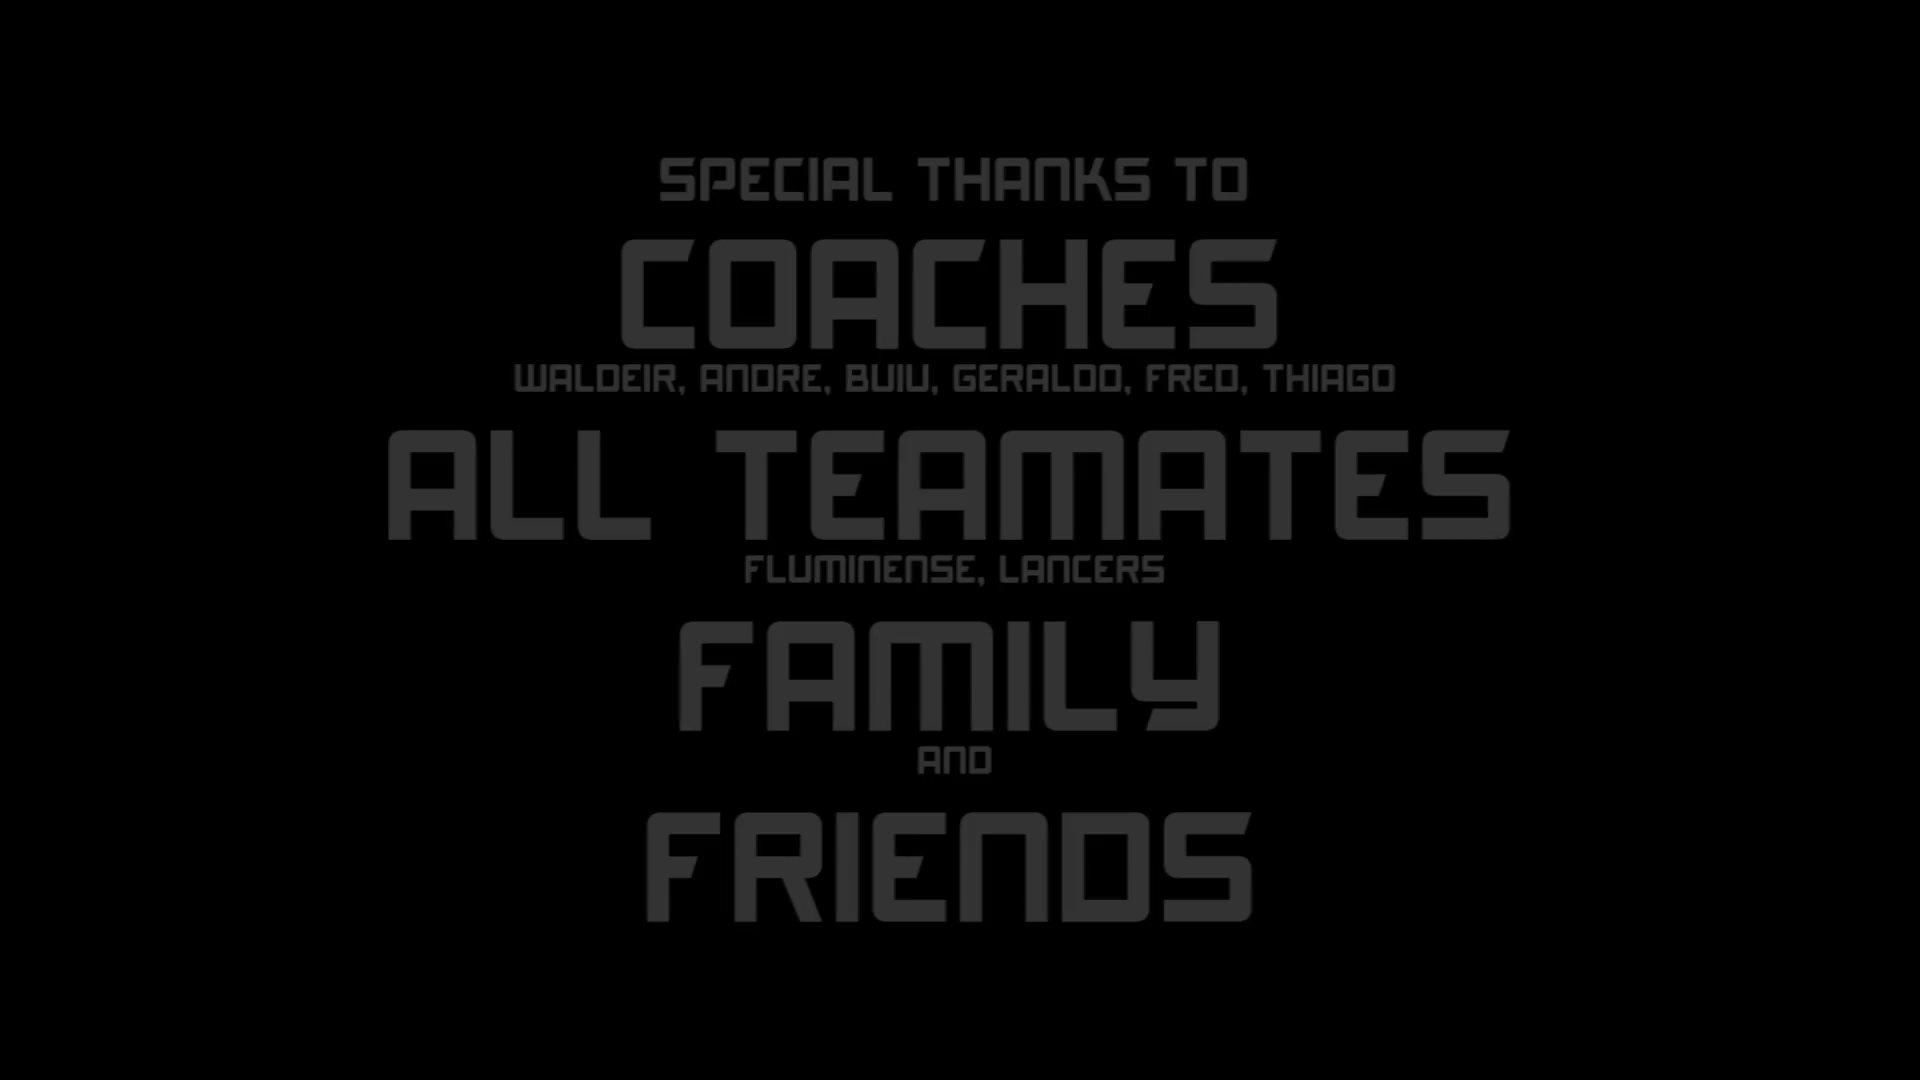 SPECIAL THANKS TO
COACHES
WALDEIR, ANDRE, BUIU, GERALDO, FRED, THIAGO
ALL TEAMATES
FLUMINENSE, LANCERS
FAMILY
AND
FRIENDS